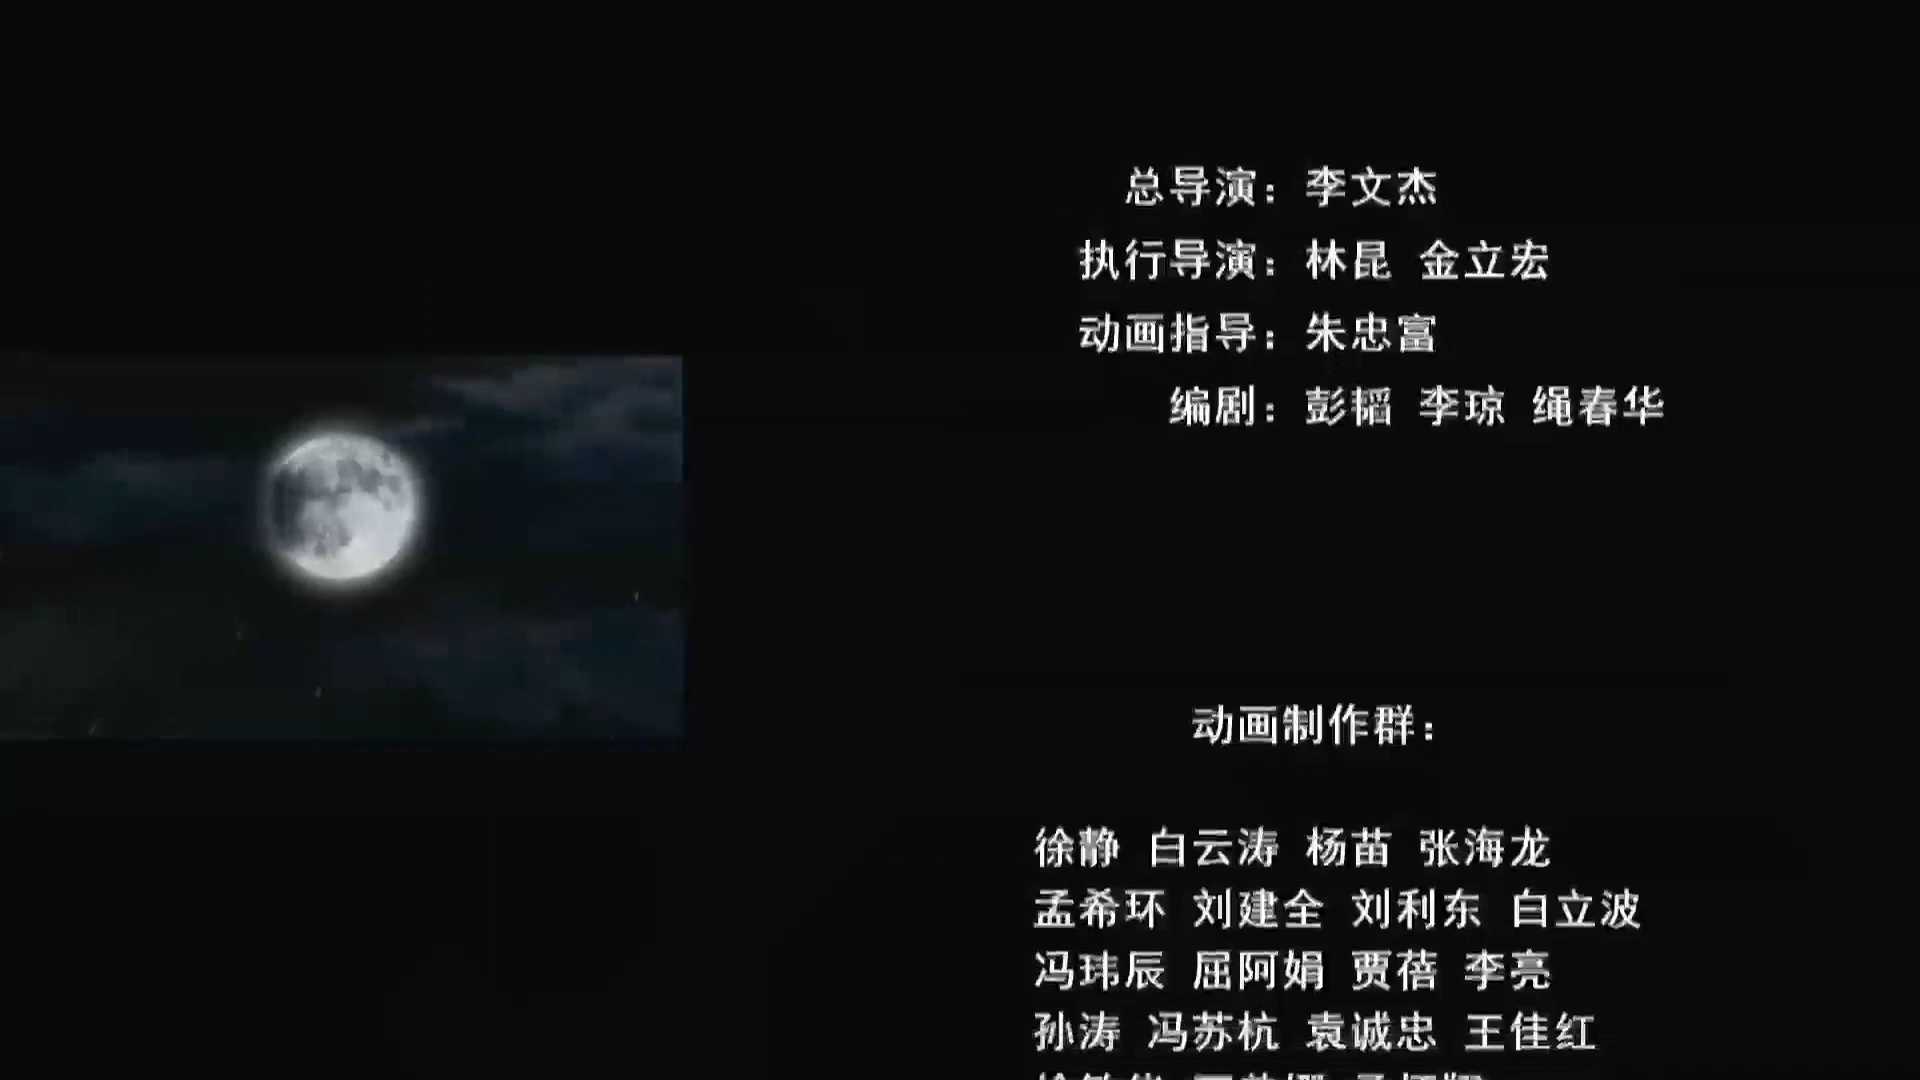 总导演：李文杰
执行导演：林昆 金立宏
动画指导：朱忠富
编剧：彭韬 李琼 绳春华
动画制作群：
徐静 白云涛 杨苗 张海龙
孟希环 刘建全 刘利东 白立波
冯玮辰 屈阿娟 贾蓓 李亮
孙涛 冯苏杭 袁诚忠 王佳红